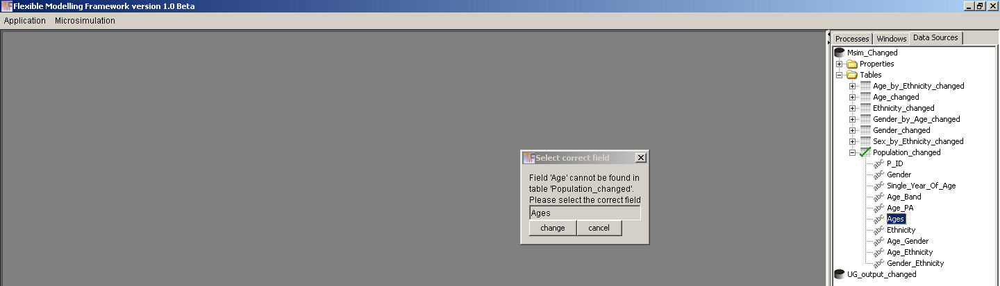 Flexible Modelling Framework version 1.0 Beta
Application Microsimulation
Processes Windows Data Sources
Msim_Changed
Properties
Tables
Age_by_Ethnicity_changed
Age_changed
Ethnicity_changed
Gender_by_Age_changed
Gender_changed
Sex_by_Ethnicity_changed
Population_changed
abc P_ID
abc Gender
abc Single_Year_Of_Age
abc Age_Band
abc Age_PA
abc Ages
abc Ethnicity
abc Age_Gender
abc Age_Ethnicity
abc Gender_Ethnicity
UG_output_changed
Select correct field
Field 'Age' cannot be found in
table 'Population_changed'.
Please select the correct field
Ages
change cancel